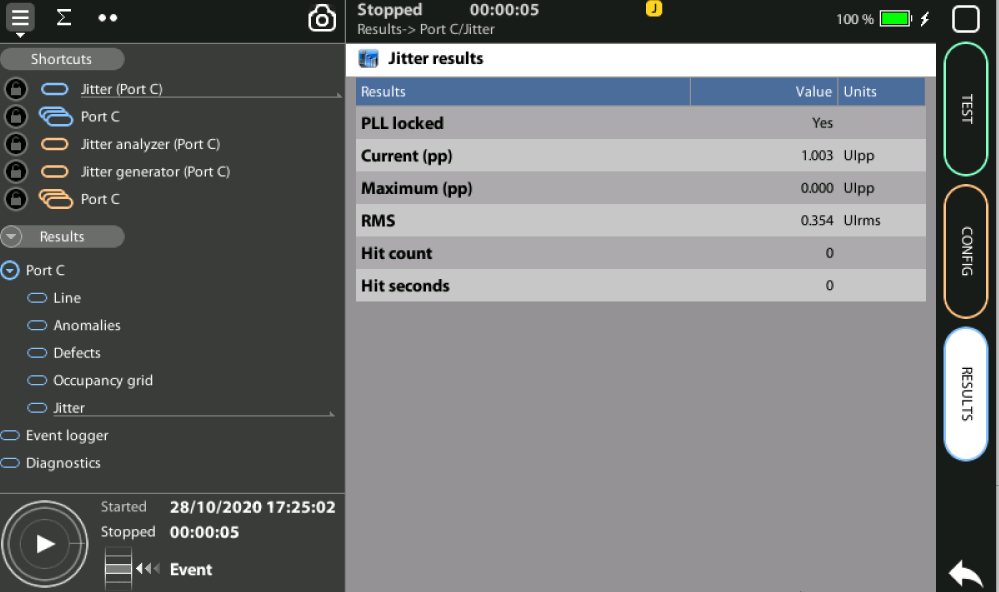 Σ
Stopped 00:00:05
J
100 %
Results-> Port C/Jitter
Shortcuts
Jitter (Port C)
Port C
Jitter analyzer (Port C)
Jitter generator (Port C)
Port C
Results
Port C
Line
Anomalies
Defects
Occupancy grid
Jitter
Event logger
Diagnostics
Started 28/10/2020 17:25:02
Stopped 00:00:05
Event
Jitter results
Results Value Units
PLL locked Yes
Current (pp) 1.003 UIpp
Maximum (pp) 0.000 UIpp
RMS 0.354 UIrms
Hit count 0
Hit seconds 0
TEST
CONFIG
RESULTS